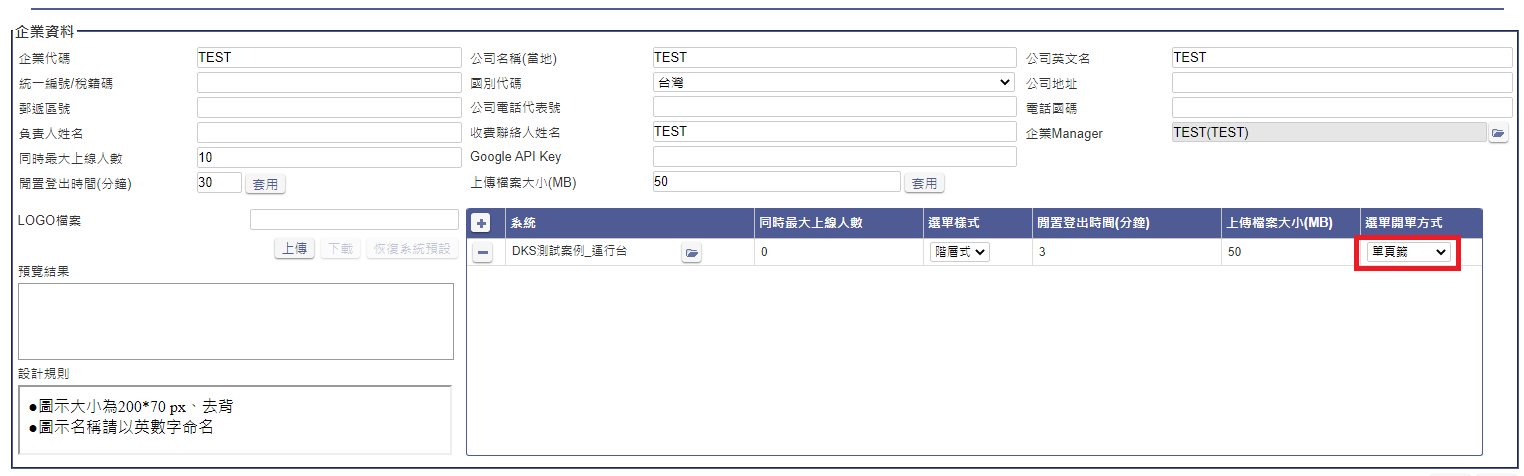 企業資料
企業代碼 TEST 公司名稱(當地) TEST 公司英文名 TEST
統一編號/稅籍碼 國別代碼 台灣 公司地址
郵遞區號 公司電話代表號 電話國碼
負責人姓名 收費聯絡人姓名 TEST 企業Manager TEST(TEST)
同時最大上線人數 10 Google API Key
閒置登出時間(分鐘) 30 套用 上傳檔案大小(MB) 50 套用
LOGO檔案
上傳 下載 恢復系統預設
預覽結果
設計規則
●圖示大小為200*70 px、去背
●圖示名稱請以英數字命名
系統 同時最大上線人數 選單樣式 閒置登出時間(分鐘) 上傳檔案大小(MB) 選單開單方式
DKS測試案例_運行台 0 階層式 3 50 單頁籤